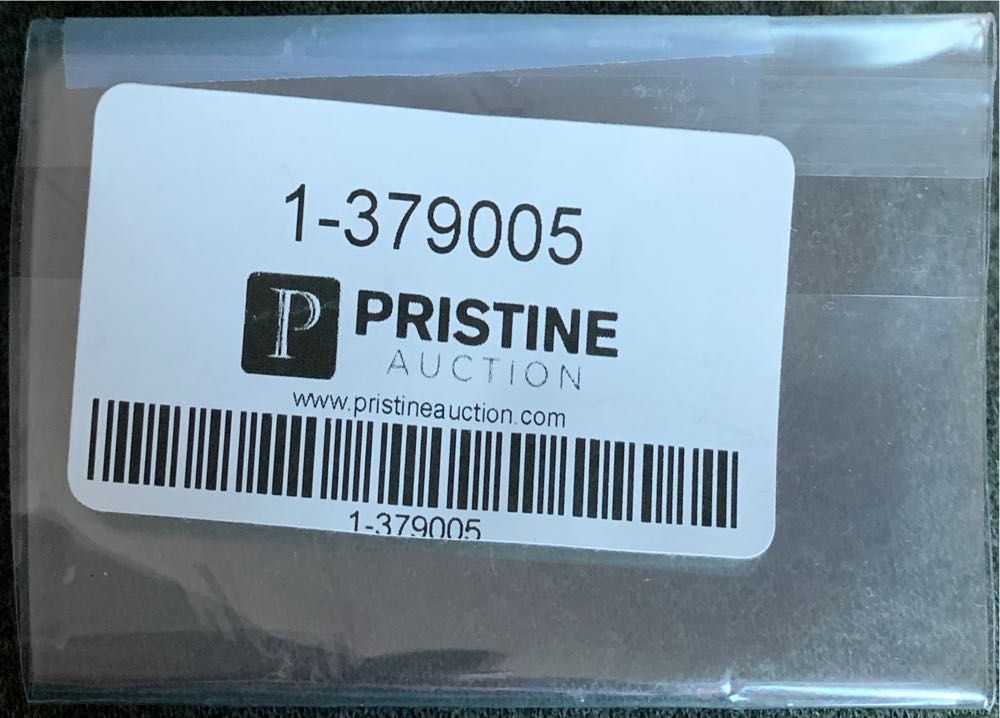 1-379005
P PRISTINE
AUCTION
www.pristineauction.com
1-379005